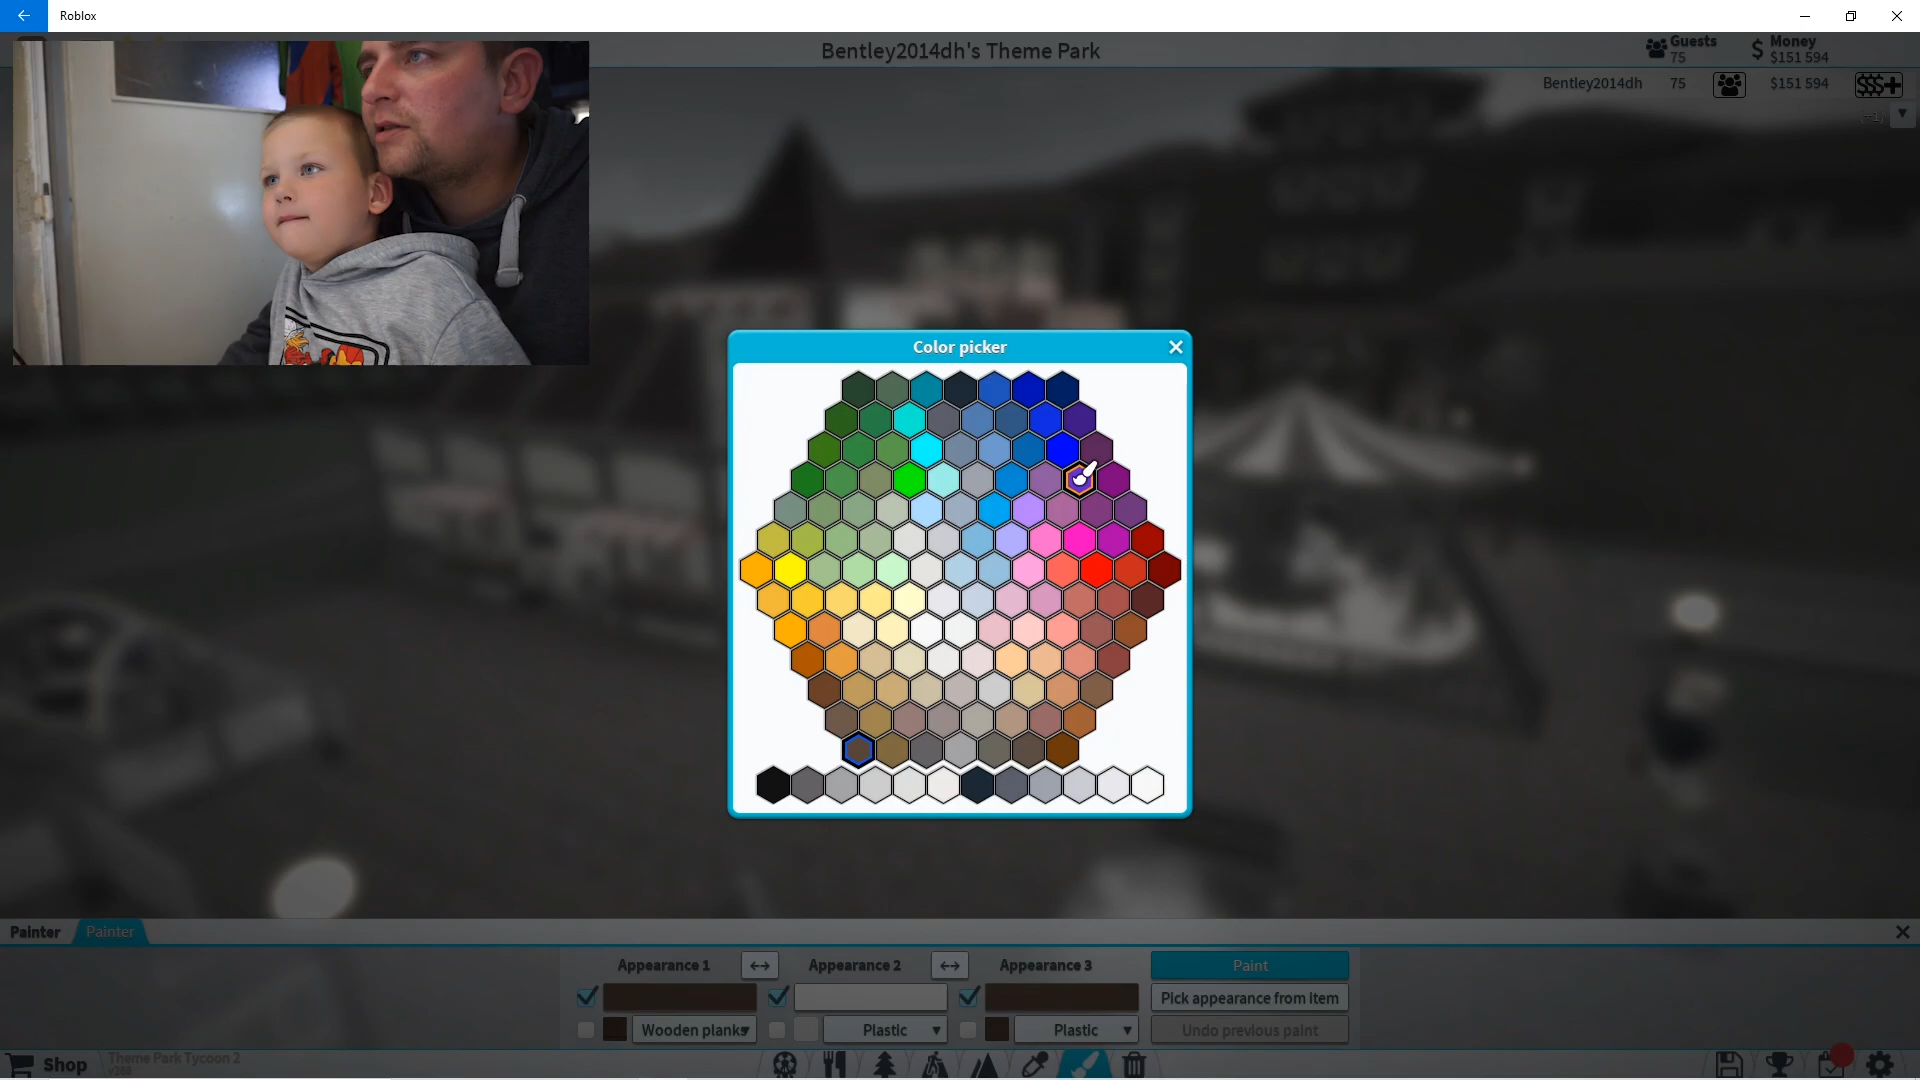 Roblox
Bentley2014dh's Theme Park
Guests
75
Money
$151 594
Bentley2014dh 75 $151 594
Color picker
Painter Painter
Appearance 1 Appearance 2 Appearance 3 Paint
Pick appearance from item
Wooden planks Plastic Plastic Undo previous paint
Shop Theme Park Tycoon 2
v288